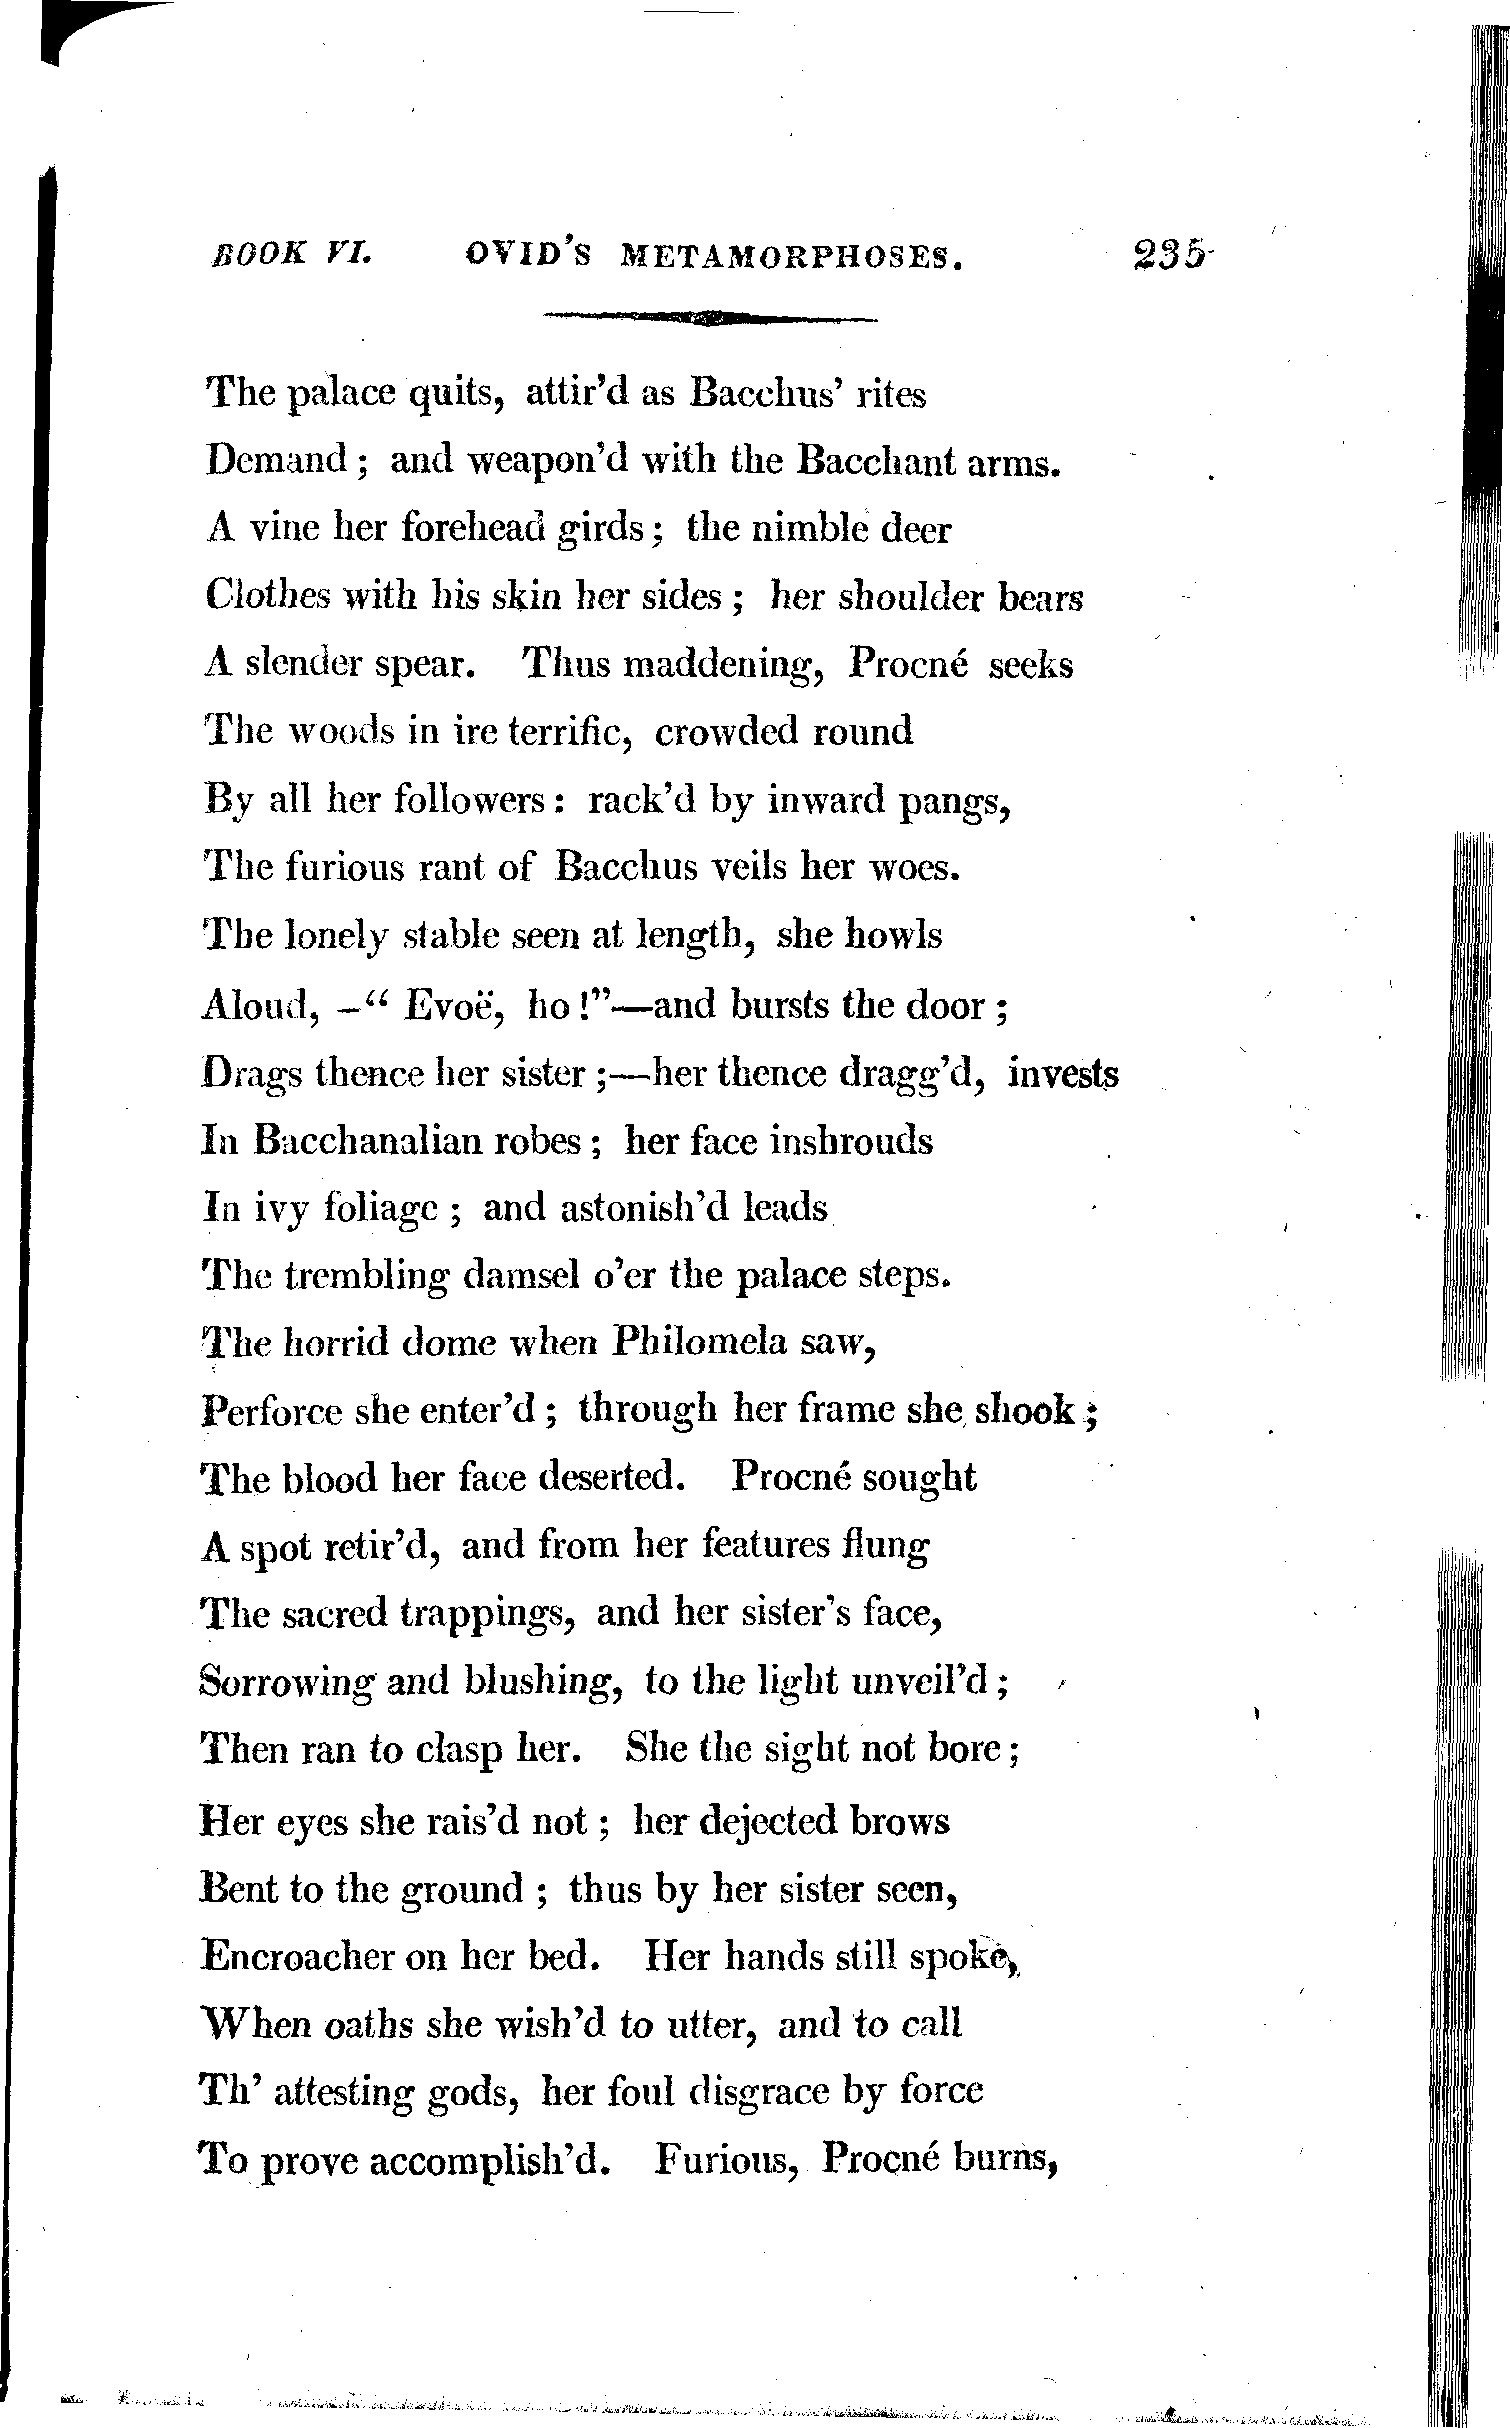 BOOK VI. OVID'S METAMORPHOSES. 235
The palace quits, attir'd as Bacchus' rites
Demand; and weapon'd with the Bacchant arms.
A vine her forehead girds; the nimble deer
Clothes with his skin her sides; her shoulder bears
A slender spear. Thus maddening, Procné seeks
The woods in ire terrific, crowded round
By all her followers: rack'd by inward pangs,
The furious rant of Bacchus veils her woes.
The lonely stable seen at length, she howls
Aloud, —“ Evoë, ho!”—and bursts the door;
Drags thence her sister;—her thence dragg'd, invests
In Bacchanalian robes; her face inshrouds
In ivy foliage; and astonish'd leads
The trembling damsel o'er the palace steps.
The horrid dome when Philomela saw,
Perforce she enter'd; through her frame she shook;
The blood her face deserted. Procné sought
A spot retir'd, and from her features flung
The sacred trappings, and her sister's face,
Sorrowing and blushing, to the light unveil'd;
Then ran to clasp her. She the sight not bore;
Her eyes she rais'd not; her dejected brows
Bent to the ground; thus by her sister seen,
Encroacher on her bed. Her hands still spoke,
When oaths she wish'd to utter, and to call
Th' attesting gods, her foul disgrace by force
To prove accomplish'd. Furious, Procné burns,